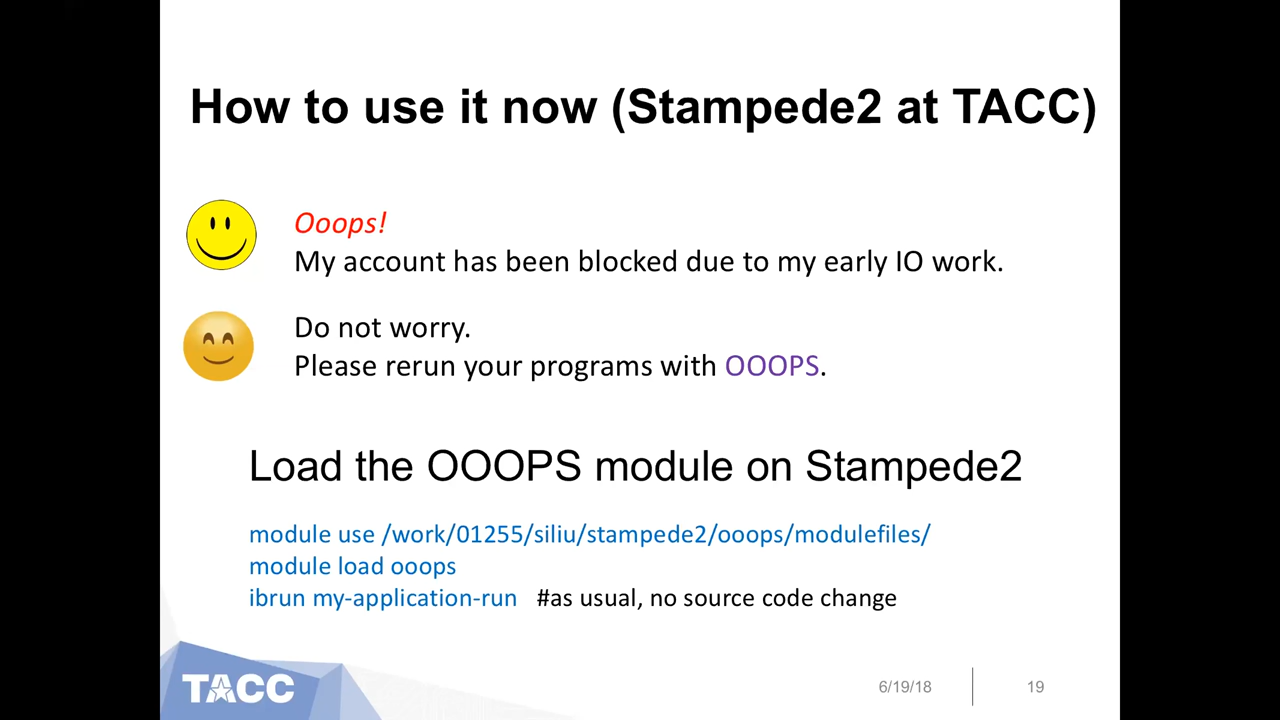 How to use it now (Stampede2 at TACC)
Ooops!
My account has been blocked due to my early IO work.
Do not worry.
Please rerun your programs with OOOPS.
Load the OOOPS module on Stampede2
module use /work/01255/siliu/stampede2/ooops/modulefiles/
module load ooops
ibrun my-application-run #as usual, no source code change
TACC
6/19/18
19